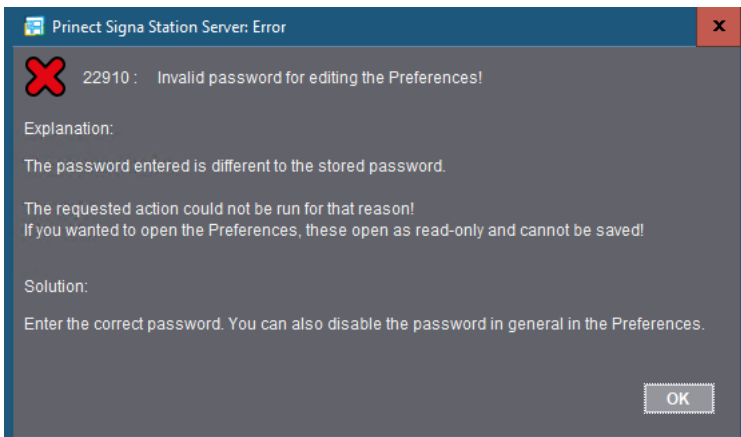 Prinect Signa Station Server: Error
x
22910 : Invalid password for editing the Preferences!
Explanation:
The password entered is different to the stored password.
The requested action could not be run for that reason!
If you wanted to open the Preferences, these open as read-only and cannot be saved!
Solution:
Enter the correct password. You can also disable the password in general in the Preferences.
OK